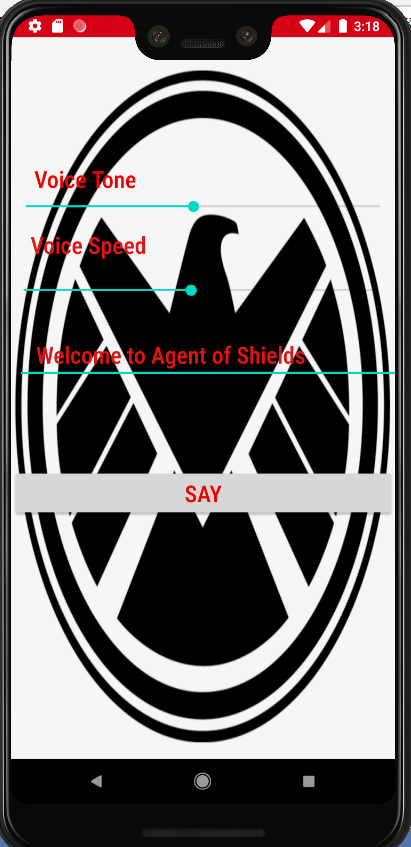 3:18
Voice Tone
Voice Speed
Welcome to Agent of Shields
SAY